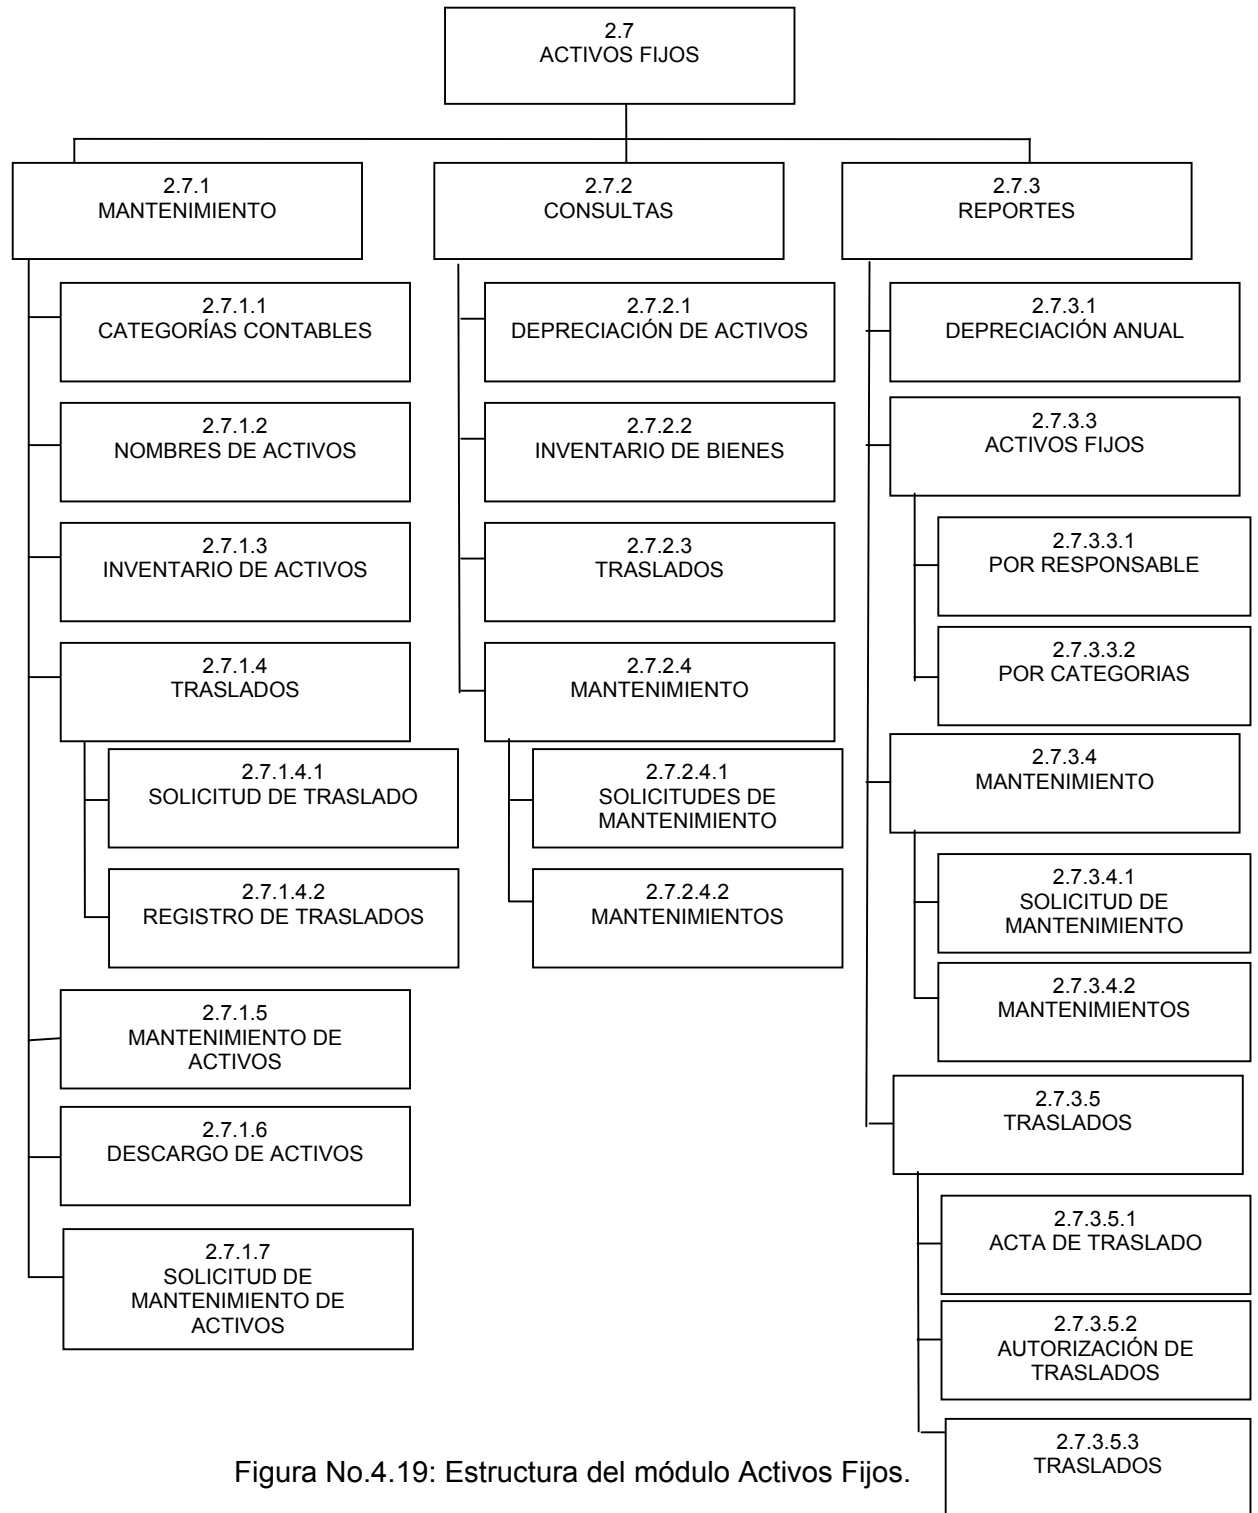 2.7
ACTIVOS FIJOS
2.7.1
MANTENIMIENTO
2.7.1.1
CATEGORÍAS CONTABLES
2.7.1.2
NOMBRES DE ACTIVOS
2.7.1.3
INVENTARIO DE ACTIVOS
2.7.1.4
TRASLADOS
2.7.1.4.1
SOLICITUD DE TRASLADO
2.7.1.4.2
REGISTRO DE TRASLADOS
2.7.1.5
MANTENIMIENTO DE
ACTIVOS
2.7.1.6
DESCARGO DE ACTIVOS
2.7.1.7
SOLICITUD DE
MANTENIMIENTO DE
ACTIVOS
2.7.2
CONSULTAS
2.7.2.1
DEPRECIACIÓN DE ACTIVOS
2.7.2.2
INVENTARIO DE BIENES
2.7.2.3
TRASLADOS
2.7.2.4
MANTENIMIENTO
2.7.2.4.1
SOLICITUDES DE
MANTENIMIENTO
2.7.2.4.2
MANTENIMIENTOS
2.7.3
REPORTES
2.7.3.1
DEPRECIACIÓN ANUAL
2.7.3.3
ACTIVOS FIJOS
2.7.3.3.1
POR RESPONSABLE
2.7.3.3.2
POR CATEGORIAS
2.7.3.4
MANTENIMIENTO
2.7.3.4.1
SOLICITUD DE
MANTENIMIENTO
2.7.3.4.2
MANTENIMIENTOS
2.7.3.5
TRASLADOS
2.7.3.5.1
ACTA DE TRASLADO
2.7.3.5.2
AUTORIZACIÓN DE
TRASLADOS
2.7.3.5.3
TRASLADOS
Figura No.4.19: Estructura del módulo Activos Fijos.